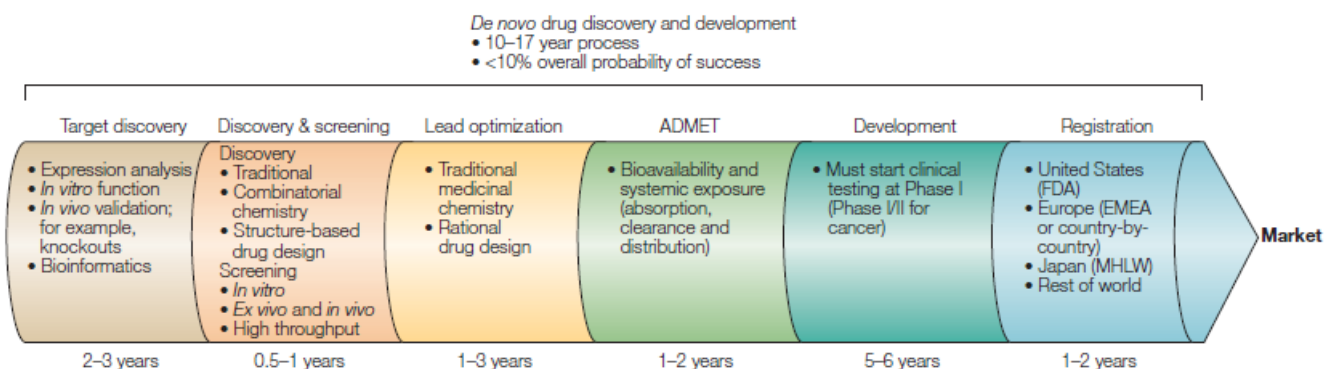 De novo drug discovery and development
• 10–17 year process
• <10% overall probability of success
Target discovery
Discovery & screening
Lead optimization
ADMET
Development
Registration
• Expression analysis
• In vitro function
• In vivo validation;
for example,
knockouts
• Bioinformatics
Discovery
• Traditional
• Combinatorial
chemistry
• Structure-based
drug design
Screening
• In vitro
• Ex vivo and in vivo
• High throughput
• Traditional
medicinal
chemistry
• Rational
drug design
• Bioavailability and
systemic exposure
(absorption,
clearance and
distribution)
• Must start clinical
testing at Phase I
(Phase I/II for
cancer)
• United States
(FDA)
• Europe (EMEA
or country-by-
country)
• Japan (MHLW)
• Rest of world
Market
2–3 years
0.5–1 years
1–3 years
1–2 years
5–6 years
1–2 years